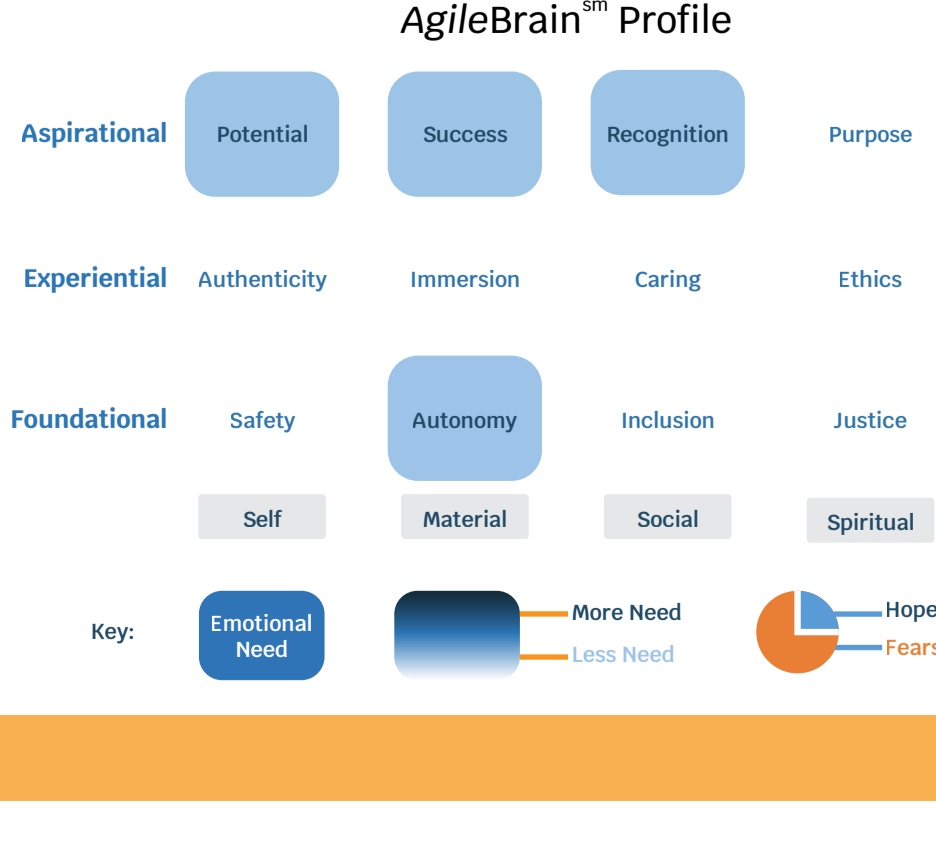 AgileBrain℠ Profile
Aspirational Potential Success Recognition Purpose
Experiential Authenticity Immersion Caring Ethics
Foundational Safety Autonomy Inclusion Justice
Self Material Social Spiritual
Key: Emotional Need More Need Hope
Less Need Fears